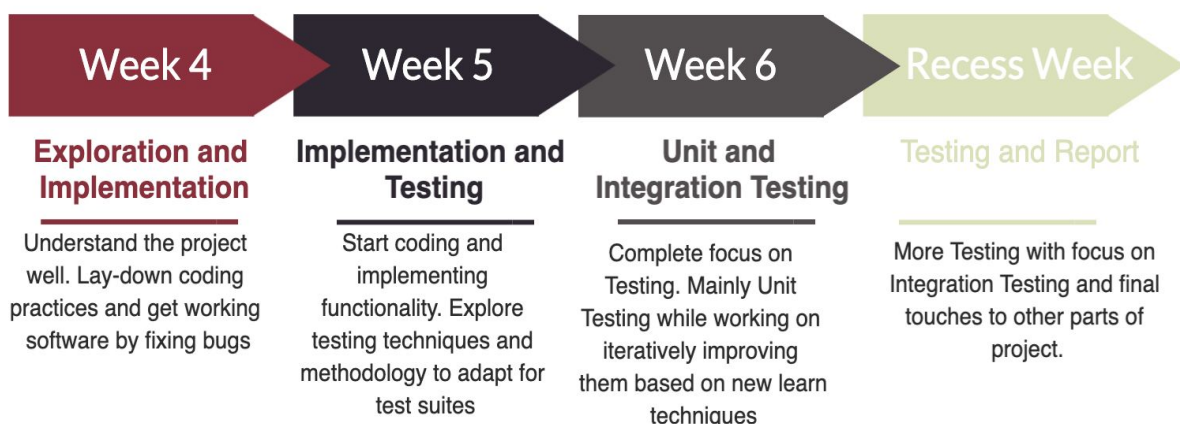 Week 4
Exploration and
Implementation
Understand the project
well. Lay-down coding
practices and get working
software by fixing bugs
Week 5
Implementation and
Testing
Start coding and
implementing
functionality. Explore
testing techniques and
methodology to adapt for
test suites
Week 6
Unit and
Integration Testing
Complete focus on
Testing. Mainly Unit
Testing while working on
iteratively improving
them based on new learn
techniques
Recess Week
Testing and Report
More Testing with focus on
Integration Testing and final
touches to other parts of
project.